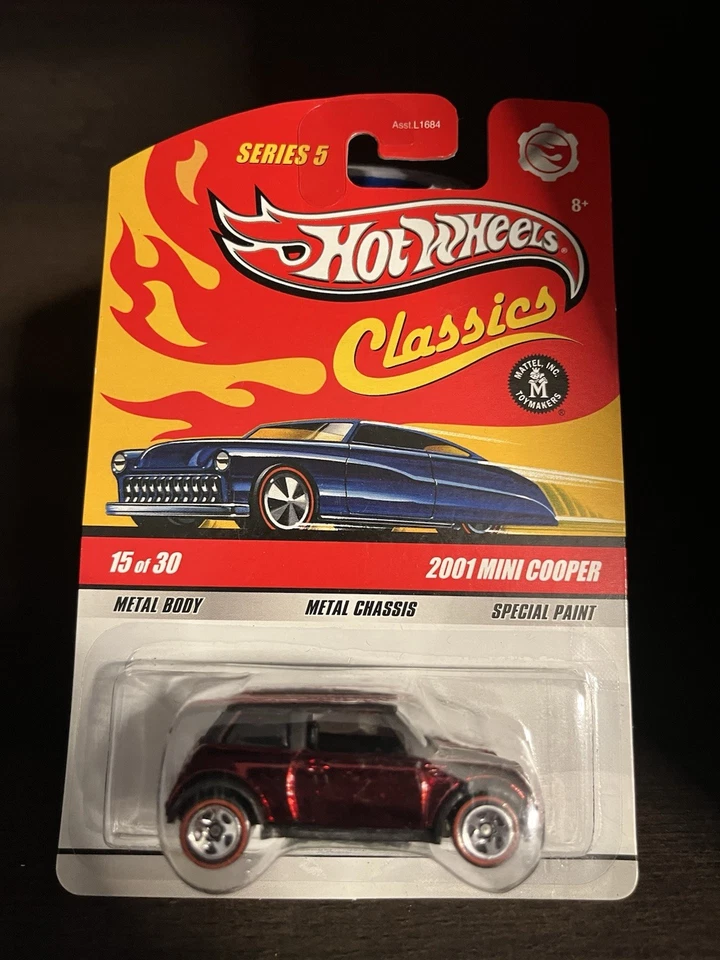 Asst.L1684
SERIES 5
8+
HOT WHEELS®
Classics
MATTEL, INC.
M
TOYMAKERS
®
15 of 30
2001 MINI COOPER
METAL BODY METAL CHASSIS SPECIAL PAINT